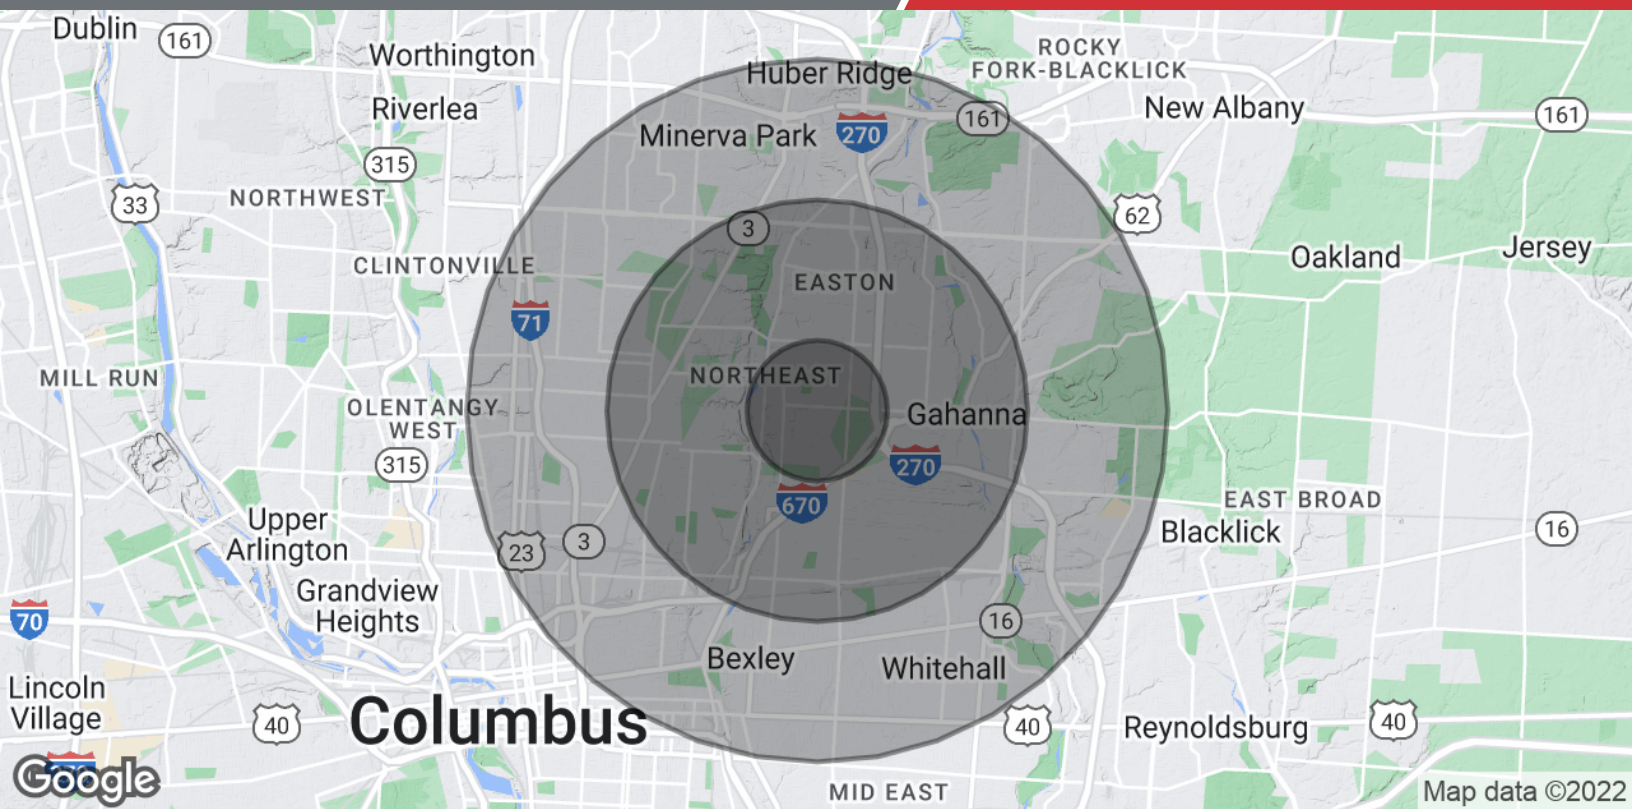 Dublin
161
Worthington
Huber Ridge
ROCKY
FORK-BLACKLICK
Riverlea
New Albany
161
161
Minerva Park
270
315
NORTHWEST
33
3
62
CLINTONVILLE
EASTON
Oakland
Jersey
71
MILL RUN
NORTHEAST
OLENTANGY
WEST
Gahanna
315
270
670
EAST BROAD
Upper
Arlington
23
3
Blacklick
16
Grandview
Heights
70
16
Bexley
Whitehall
Lincoln
Village
40
Columbus
40
Reynoldsburg
40
Google
MID EAST
Map data ©2022